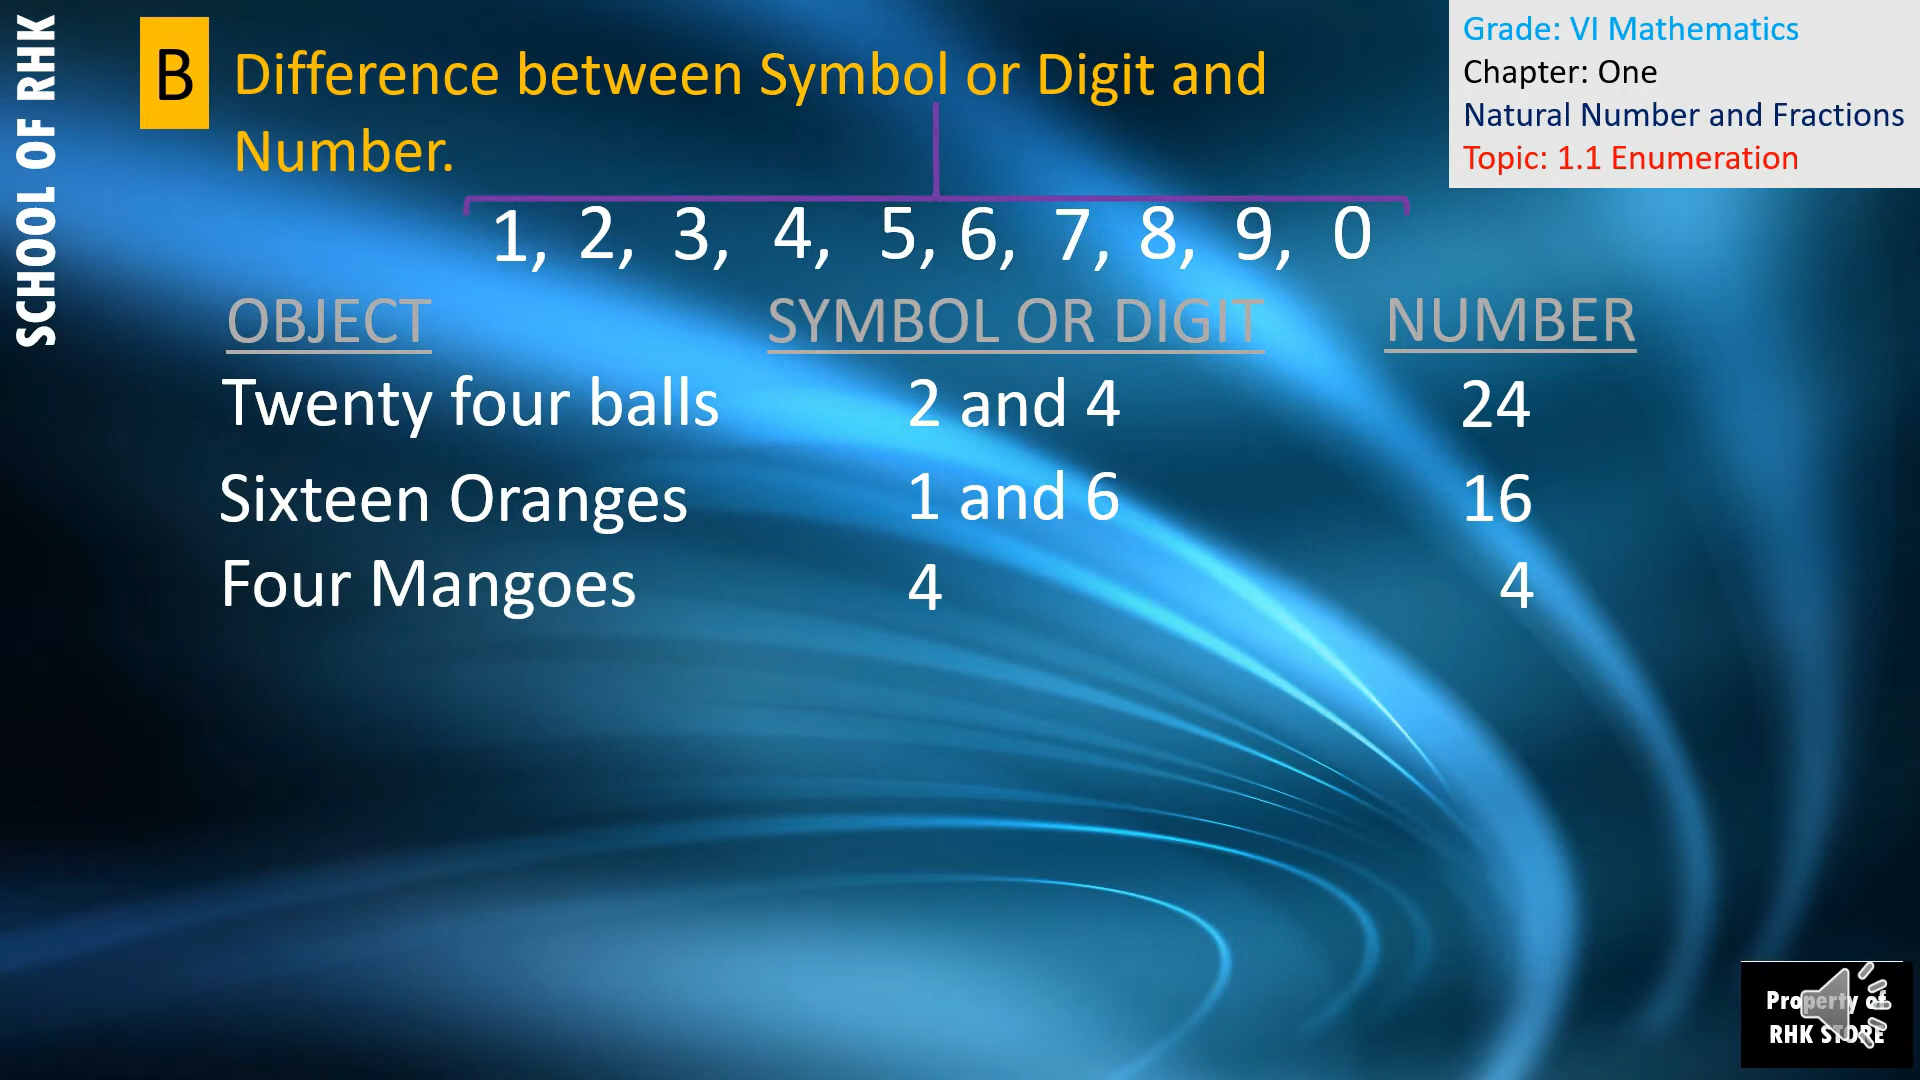 SCHOOL OF RHK
B
Difference between Symbol or Digit and
Number.
1, 2, 3, 4, 5, 6, 7, 8, 9, 0
OBJECT SYMBOL OR DIGIT NUMBER
Twenty four balls 2 and 4 24
Sixteen Oranges 1 and 6 16
Four Mangoes 4 4
Grade: VI Mathematics
Chapter: One
Natural Number and Fractions
Topic: 1.1 Enumeration
Property of
RHK STORE